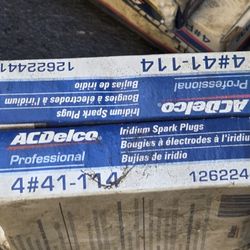 4#41-114
12622441
Professional
Iridium Spark Plugs
Bougies à électrodes à l'iridium
Bujías de iridio
ACDelco
ACDelco
Professional
Iridium Spark Plugs
Bougies à électrodes à l'iridium
Bujías de iridio
4#41-114
126224